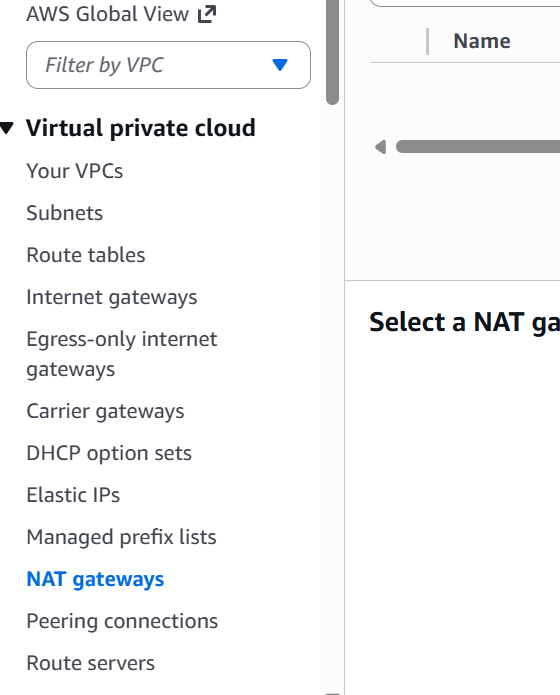 AWS Global View
Filter by VPC
Virtual private cloud
Your VPCs
Subnets
Route tables
Internet gateways
Egress-only internet
gateways
Carrier gateways
DHCP option sets
Elastic IPs
Managed prefix lists
NAT gateways
Peering connections
Route servers
Name
Select a NAT ga